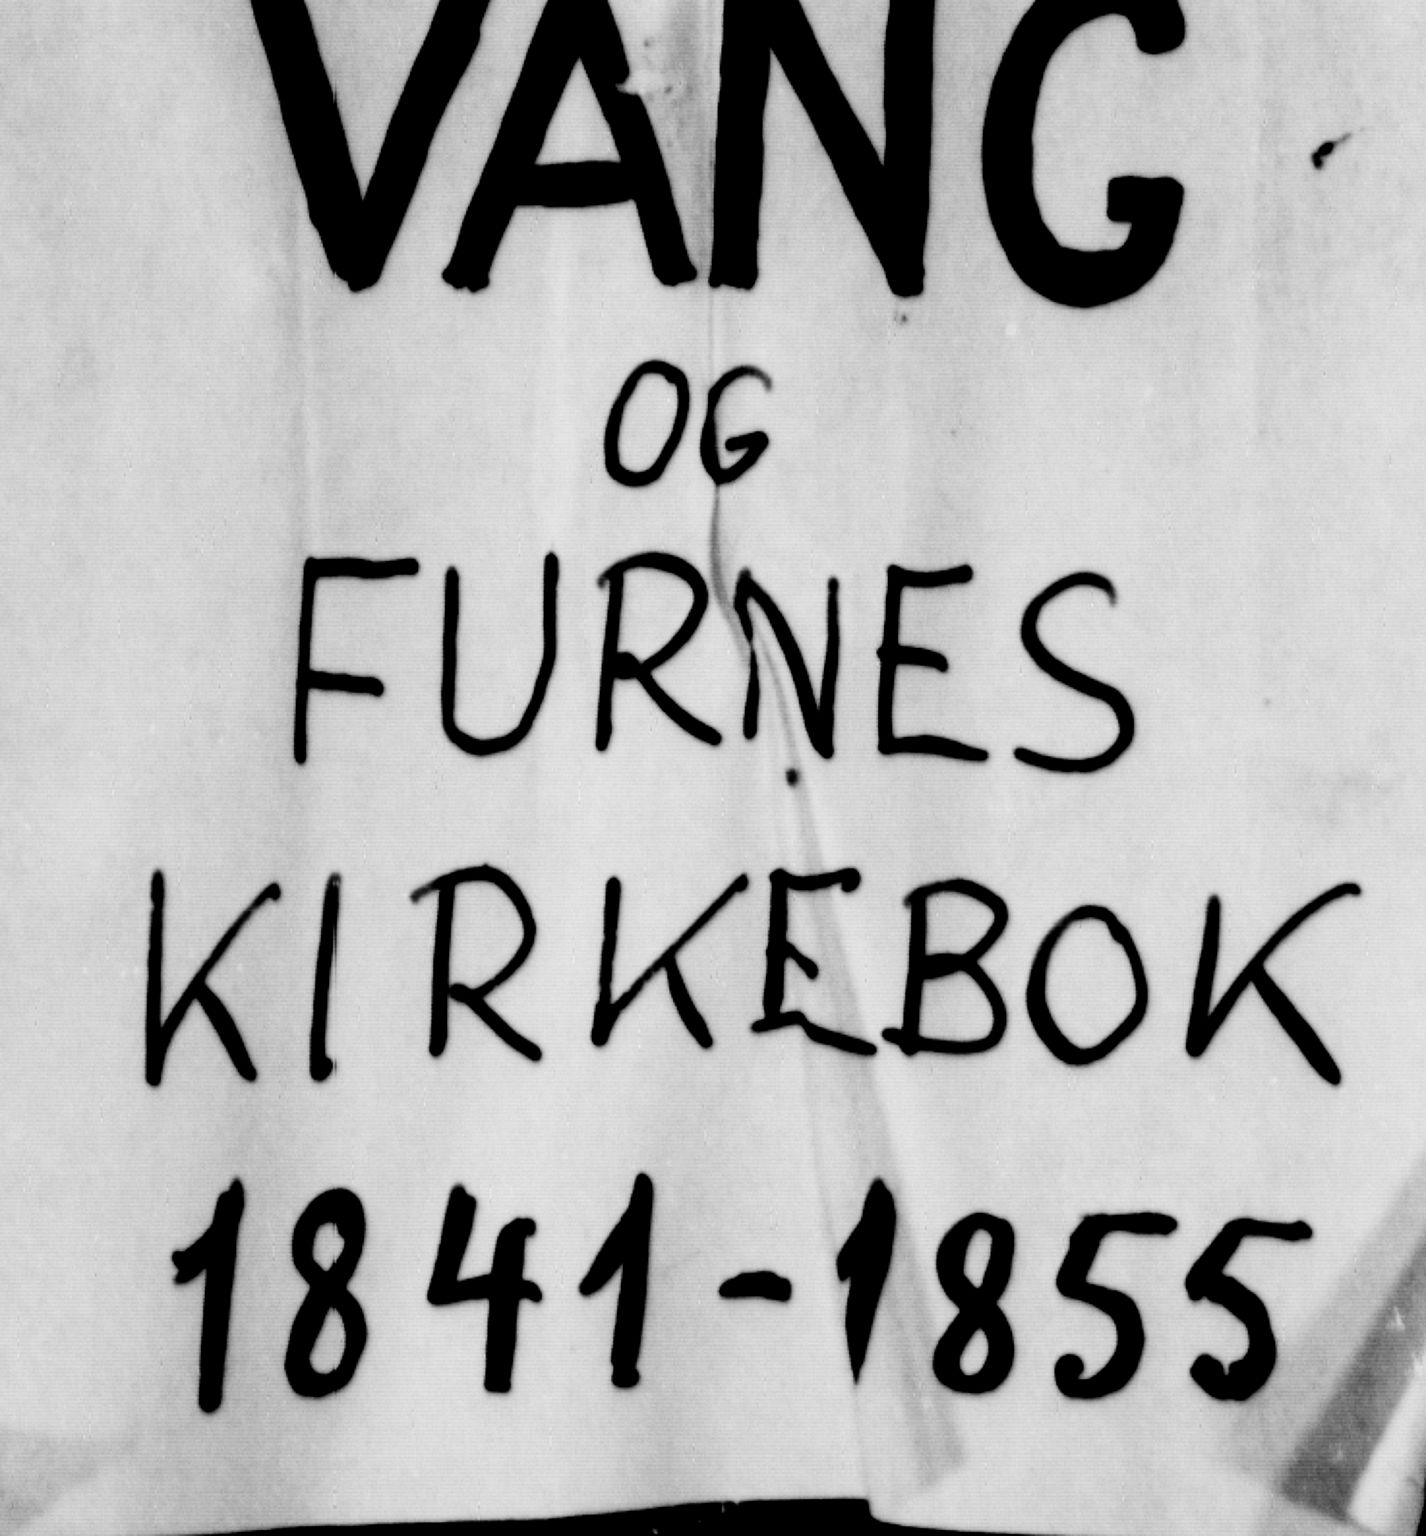 VANG
OG
FURNES
KIRKEBOK
1841-1855